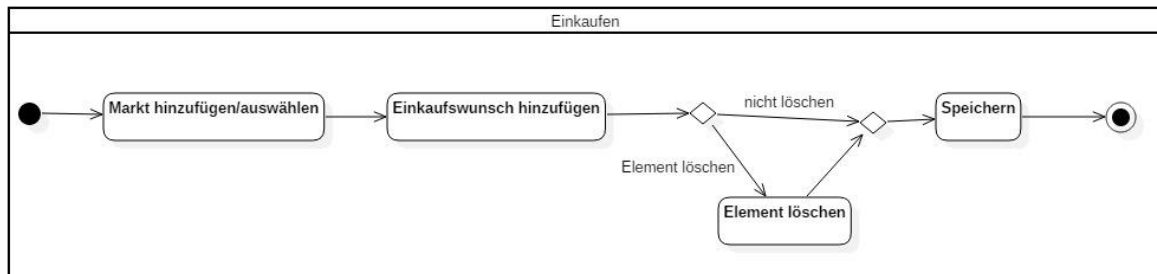 Einkaufen
Markt hinzufügen/auswählen
Einkaufswunsch hinzufügen
nicht löschen
Speichern
Element löschen
Element löschen